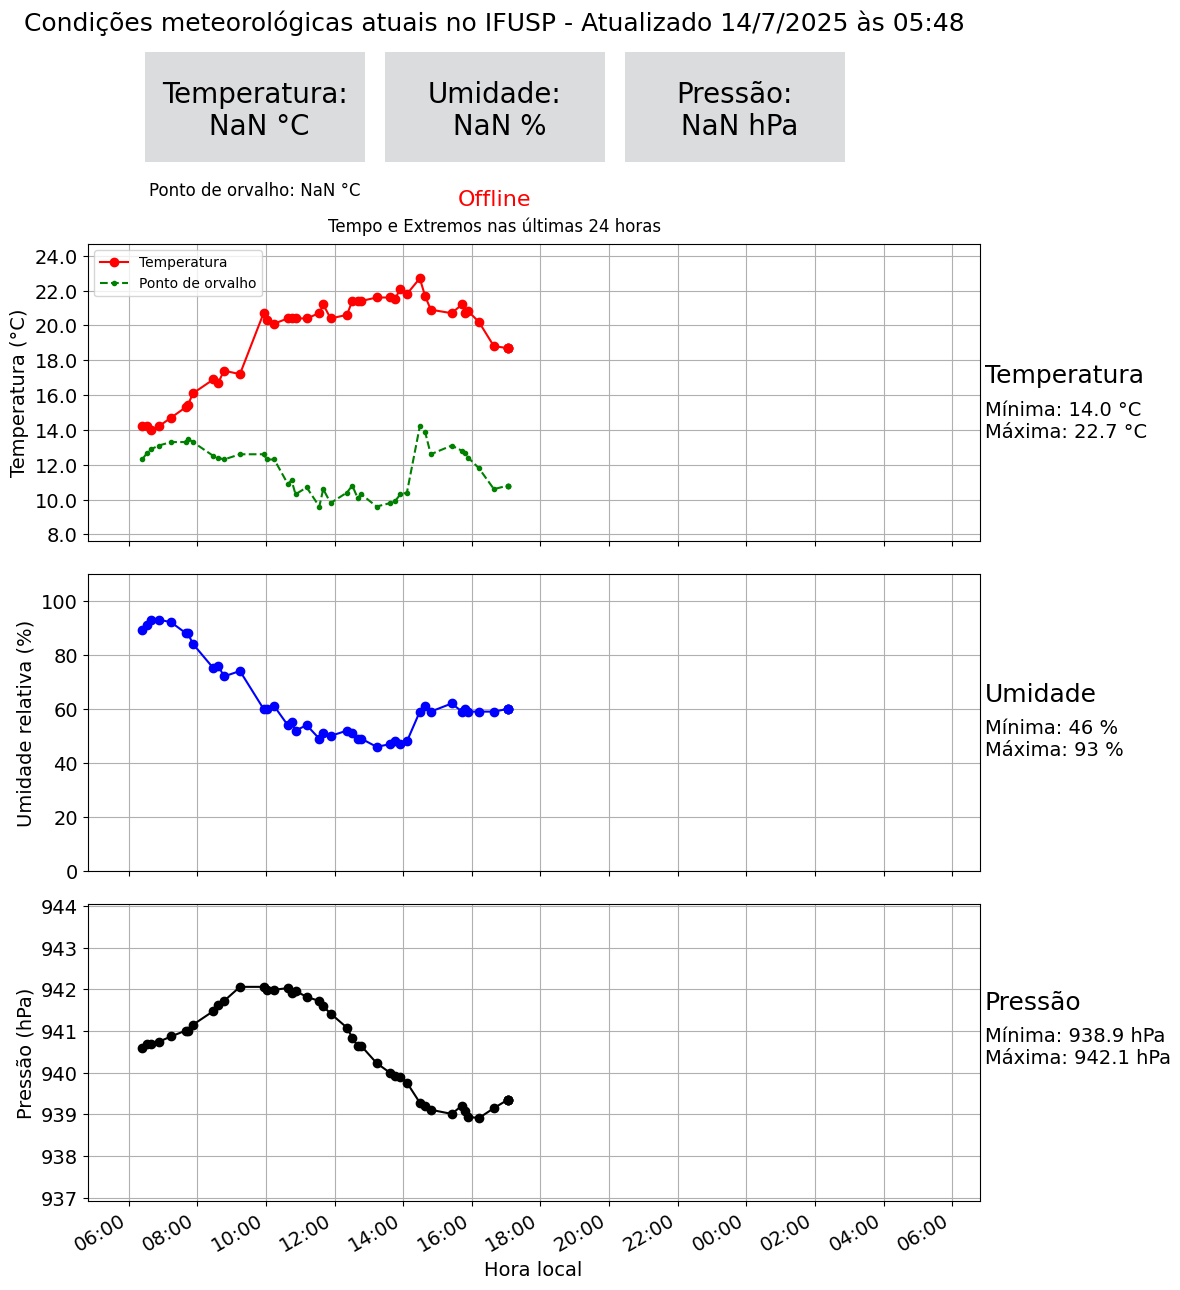 Condições meteorológicas atuais no IFUSP - Atualizado 14/7/2025 às 05:48
Temperatura:
NaN °C
Umidade:
NaN %
Pressão:
NaN hPa
Ponto de orvalho: NaN °C
Offline
Tempo e Extremos nas últimas 24 horas
Temperatura
Ponto de orvalho
24.0
22.0
20.0
18.0
16.0
14.0
12.0
10.0
8.0
Temperatura (°C)
Temperatura
Mínima: 14.0 °C
Máxima: 22.7 °C
100
80
60
40
20
0
Umidade relativa (%)
Umidade
Mínima: 46 %
Máxima: 93 %
944
943
942
941
940
939
938
937
Pressão (hPa)
Pressão
Mínima: 938.9 hPa
Máxima: 942.1 hPa
06:00 08:00 10:00 12:00 14:00 16:00 18:00 20:00 22:00 00:00 02:00 04:00 06:00
Hora local